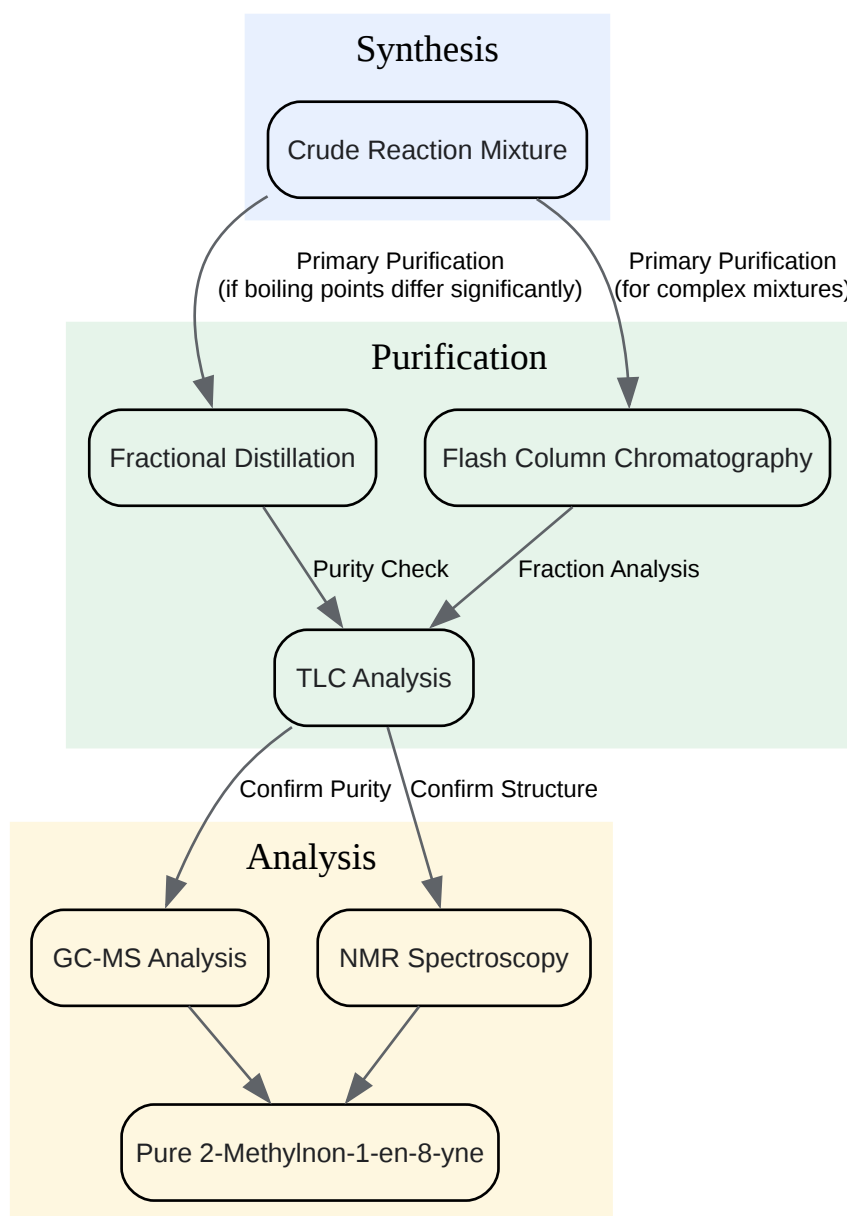 Synthesis
Crude Reaction Mixture
Primary Purification
(if boiling points differ significantly)
Primary Purification
(for complex mixtures)
Purification
Fractional Distillation
Flash Column Chromatography
Purity Check
Fraction Analysis
TLC Analysis
Confirm Purity
Confirm Structure
Analysis
GC-MS Analysis
NMR Spectroscopy
Pure 2-Methylnon-1-en-8-yne